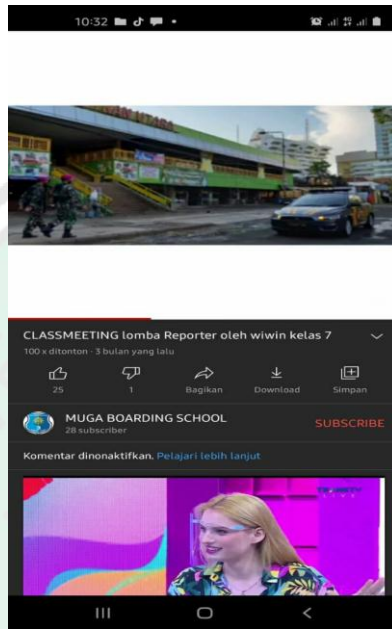 10:32
CLASSMEETING lomba Reporter oleh wiwin kelas 7
100 x ditonton · 3 bulan yang lalu
25
1
Bagikan
Download
Simpan
MUGA BOARDING SCHOOL
28 subscriber
SUBSCRIBE
Komentar dinonaktifkan. Pelajari lebih lanjut
LIVE